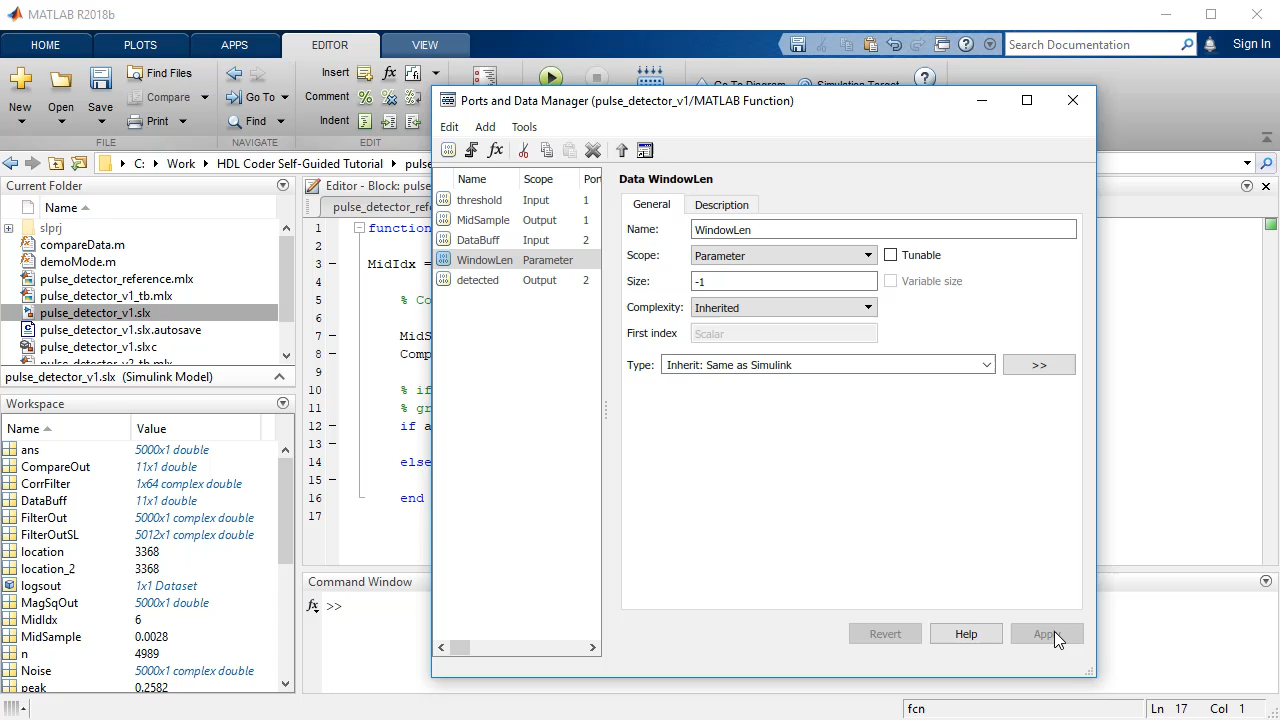 MATLAB R2018b
HOME PLOTS APPS EDITOR VIEW
Search Documentation
Sign In
New
Open
Save
Find Files
Compare
Print
FILE
Go To
Find
NAVIGATE
Insert
Comment
Indent
EDIT
Go To Diagram
Simulation Target
C: Work HDL Coder Self-Guided Tutorial
Current Folder
Name
slprj
compareData.m
demoMode.m
pulse_detector_reference.mlx
pulse_detector_v1_tb.mlx
pulse_detector_v1.slx
pulse_detector_v1.slx.autosave
pulse_detector_v1.slxc
pulse_detector_v1.slx (Simulink Model)
Workspace
Name Value
ans 5000x1 double
CompareOut 11x1 double
CorrFilter 1x64 complex double
DataBuff 11x1 double
FilterOut 5000x1 complex double
FilterOutSL 5012x1 complex double
location 3368
location_2 3368
logsout 1x1 Dataset
MagSqOut 5000x1 double
MidIdx 6
MidSample 0.0028
n 4989
Noise 5000x1 complex double
peak 0.2582
Editor - Block: puls
pulse_detector_ref
1 function
2
3 MidIdx =
4
5 % Co
6
7 MidS
8 Comp
9
10 % if
11 % gr
12 if a
13
14 else
15
16 end
17
Command Window
fx >>
Ports and Data Manager (pulse_detector_v1/MATLAB Function)
Edit Add Tools
Name Scope Port
threshold Input 1
MidSample Output 1
DataBuff Input 2
WindowLen Parameter
detected Output 2
Data WindowLen
General Description
Name: WindowLen
Scope: Parameter Tunable
Size: -1 Variable size
Complexity: Inherited
First index Scalar
Type: Inherit: Same as Simulink >>
Revert Help
fcn Ln 17 Col 1